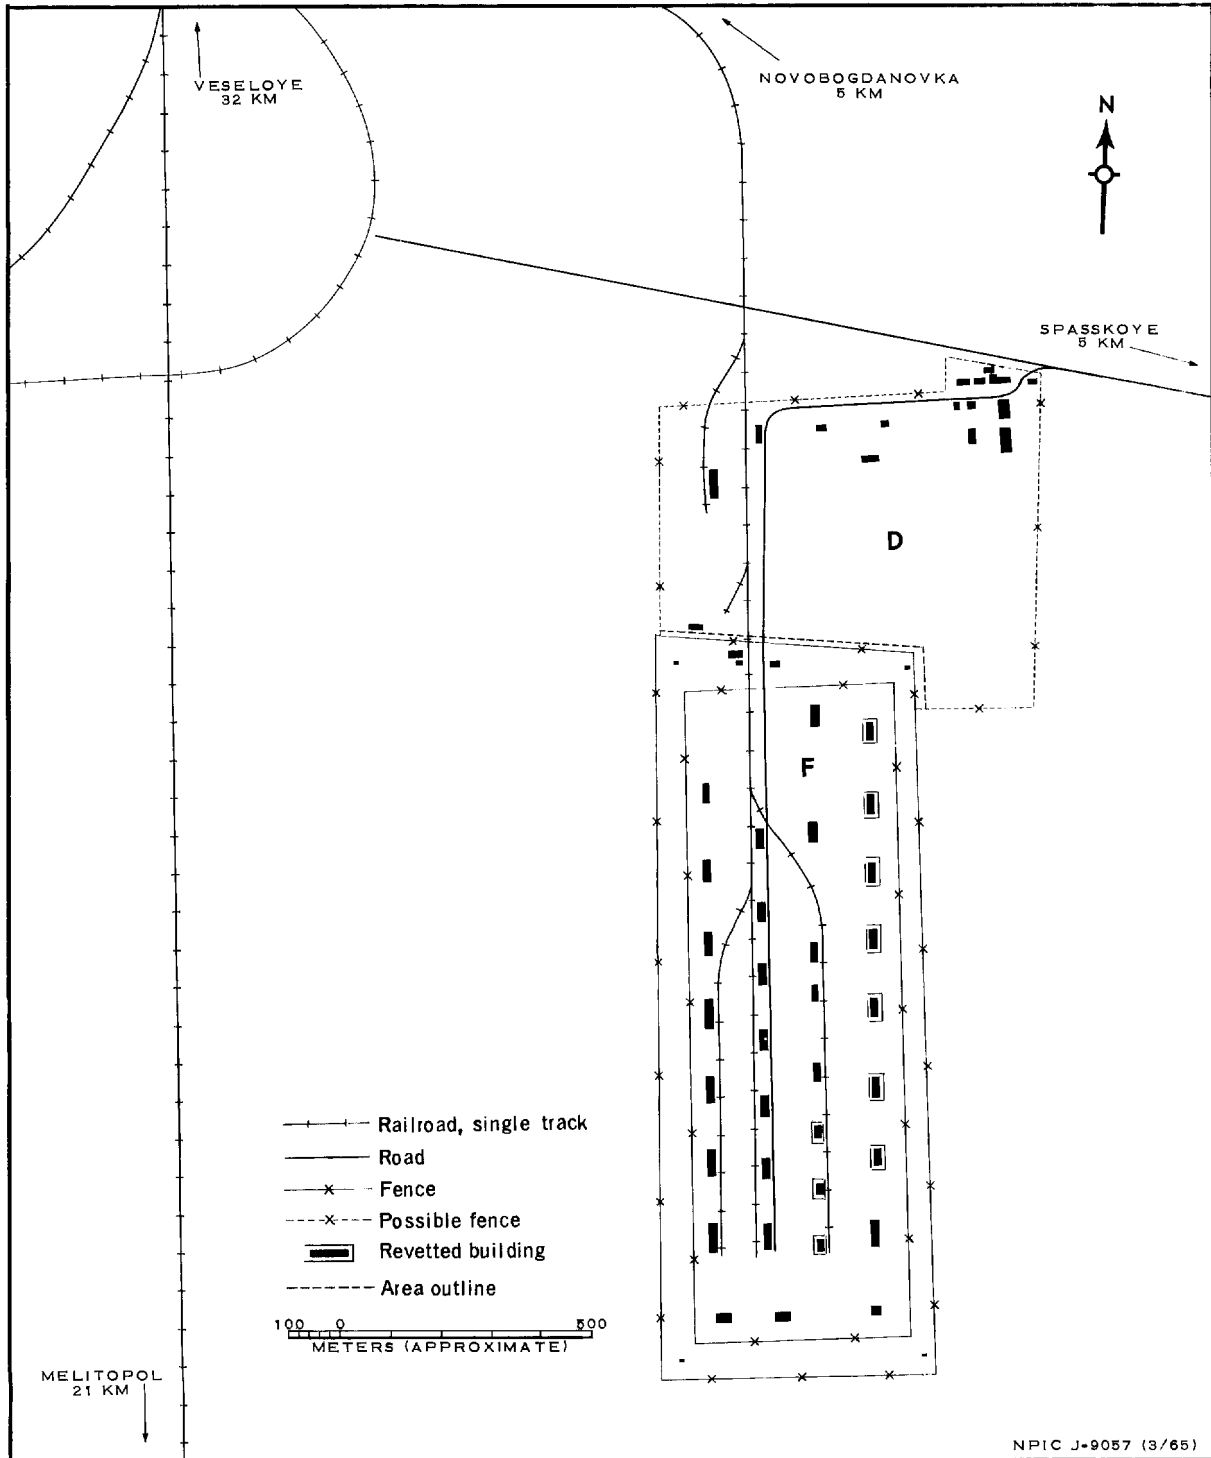 VESELOYE
32 KM
NOVOBOGDANOVKA
5 KM
N
SPASSKOYE
5 KM
D
F
Railroad, single track
Road
Fence
Possible fence
Revetted building
Area outline
100 0 500
METERS (APPROXIMATE)
MELITOPOL
21 KM
NPIC J-9057 (3/65)